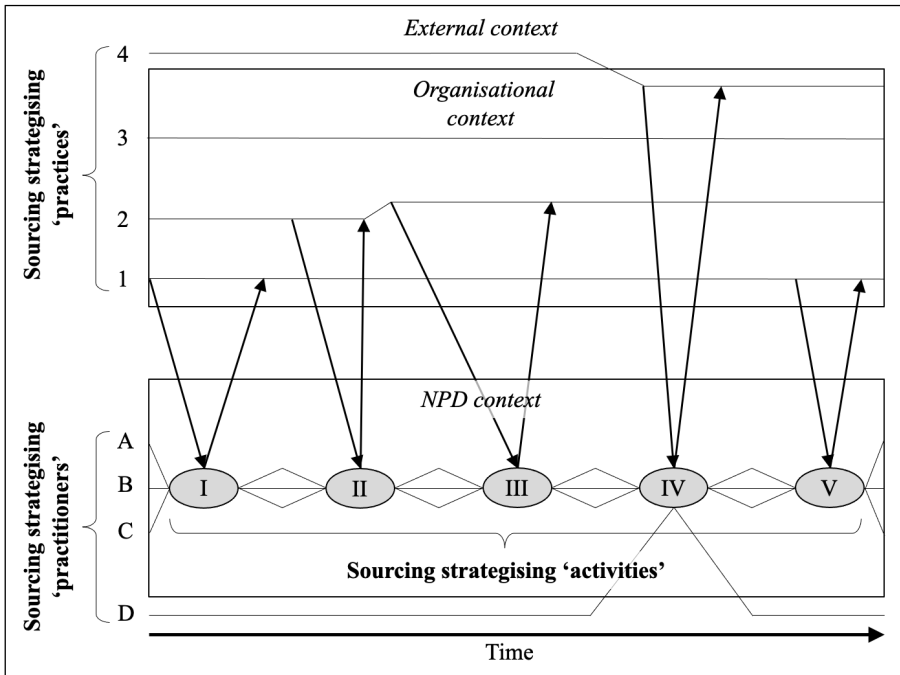 External context
Organisational
context
Sourcing strategising
‘practices’
4
3
2
1
NPD context
Sourcing strategising
‘practitioners’
A
B
C
D
I
II
III
IV
V
Sourcing strategising ‘activities’
Time